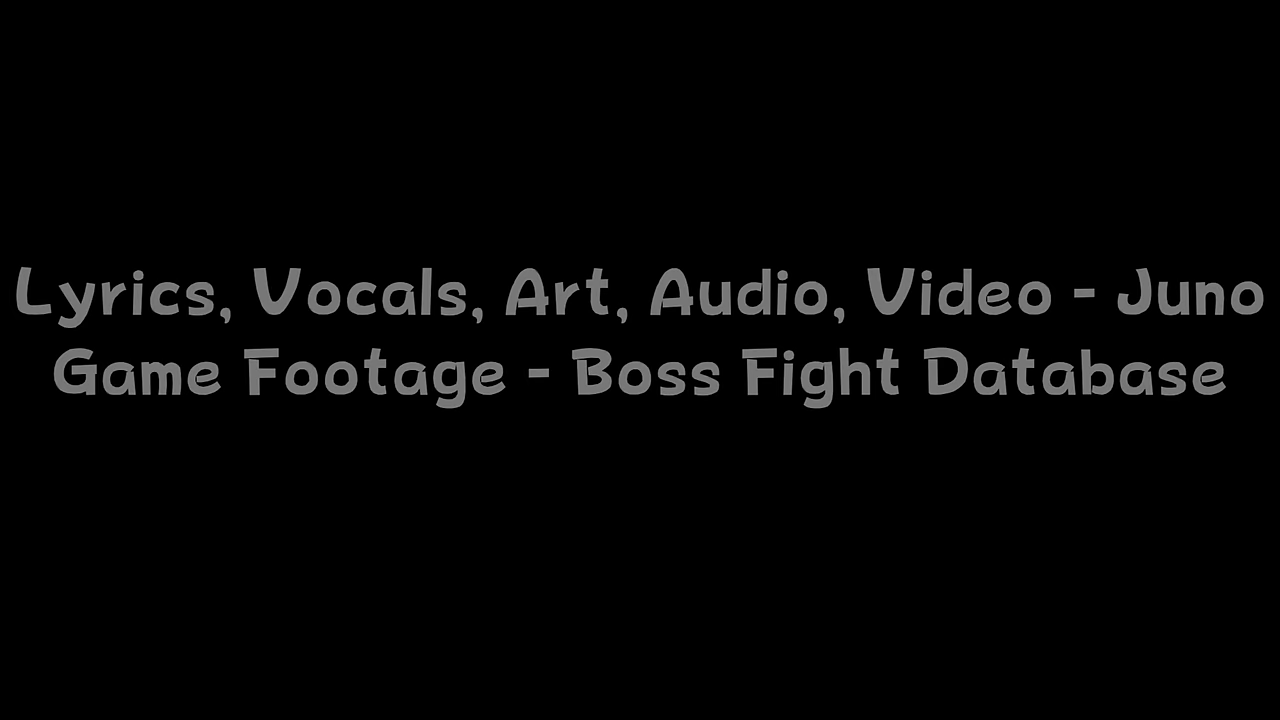 Lyrics, Vocals, Art, Audio, Video - Juno
Game Footage - Boss Fight Database